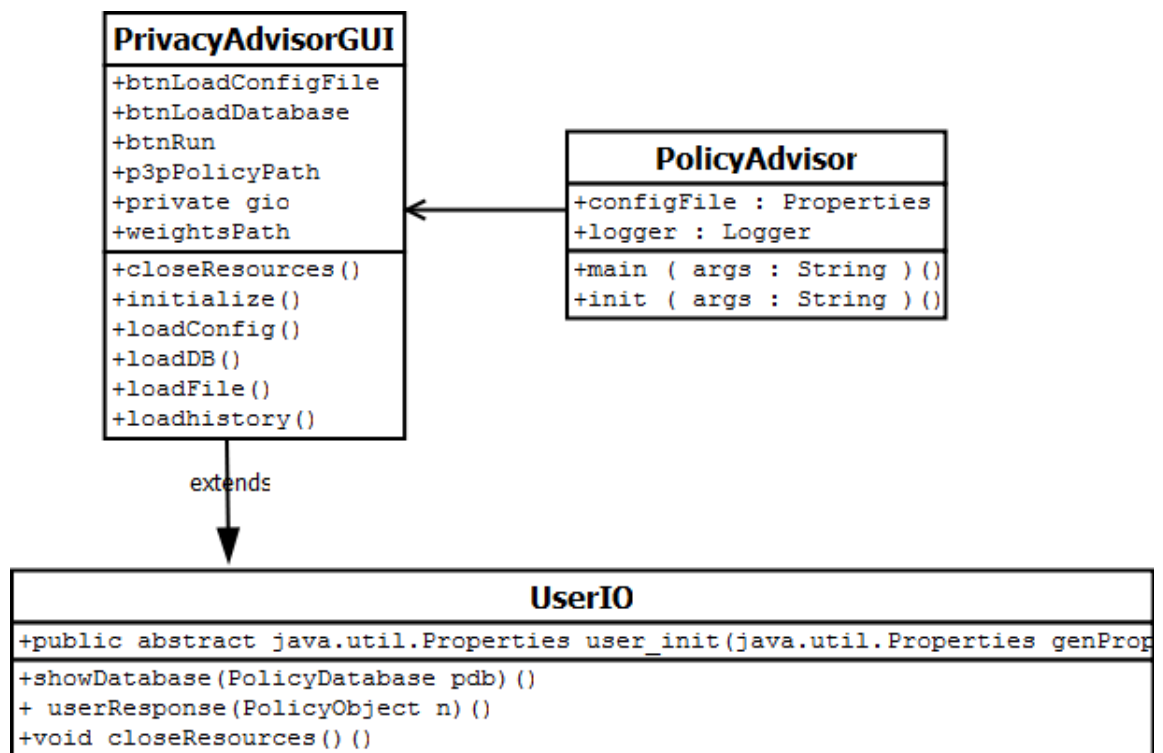 PrivacyAdvisorGUI
+btnLoadConfigFile
+btnLoadDatabase
+btnRun
+p3pPolicyPath
+private gio
+weightsPath
+closeResources()
+initialize()
+loadConfig()
+loadDB()
+loadFile()
+loadhistory()
PolicyAdvisor
+configFile : Properties
+logger : Logger
+main ( args : String )()
+init ( args : String )()
extends
UserIO
+public abstract java.util.Properties user_init(java.util.Properties genProp
+showDatabase(PolicyDatabase pdb)()
+ userResponse(PolicyObject n)()
+void closeResources()()